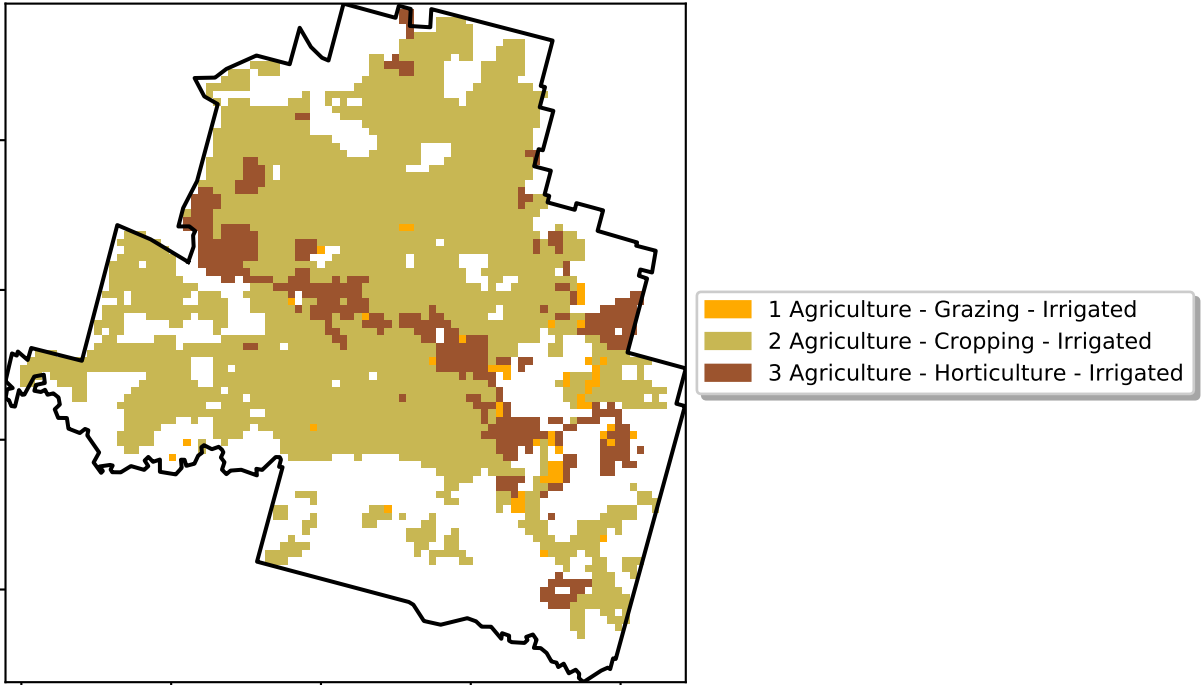 1 Agriculture - Grazing - Irrigated
2 Agriculture - Cropping - Irrigated
3 Agriculture - Horticulture - Irrigated